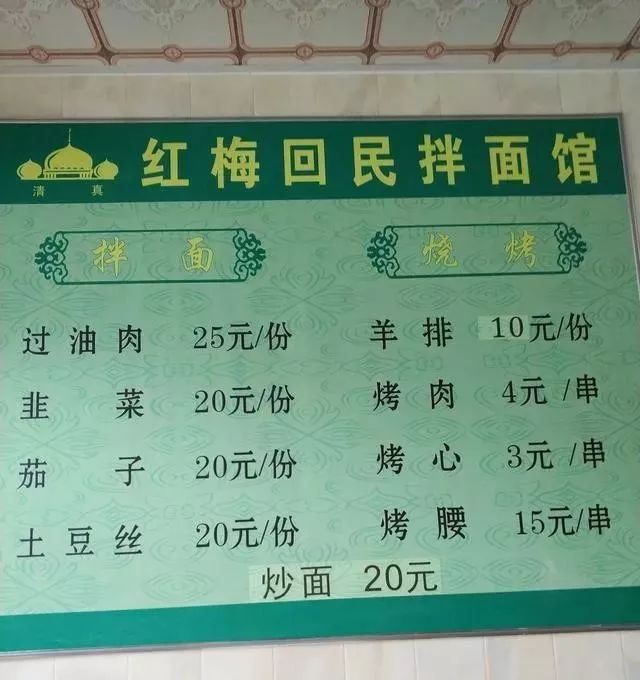 红梅回民拌面馆
清真
拌面
烧烤
过油肉 25元/份
羊排 10元/份
韭菜 20元/份
烤肉 4元/串
茄子 20元/份
烤心 3元/串
土豆丝 20元/份
烤腰 15元/串
炒面 20元